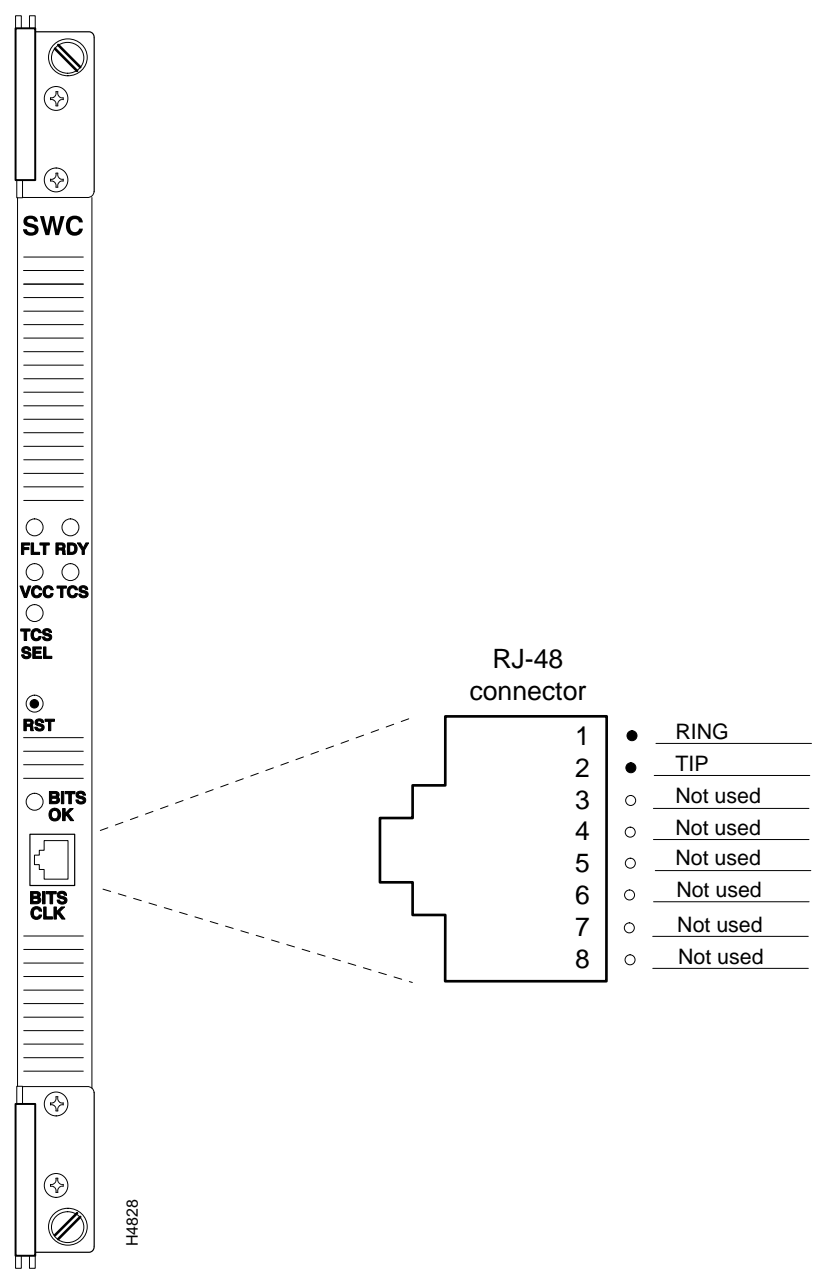 SWC
FLT RDY
VCC TCS
TCS
SEL
RST
BITS
OK
BITS
CLK
RJ-48
connector
1 RING
2 TIP
3 Not used
4 Not used
5 Not used
6 Not used
7 Not used
8 Not used
H4828